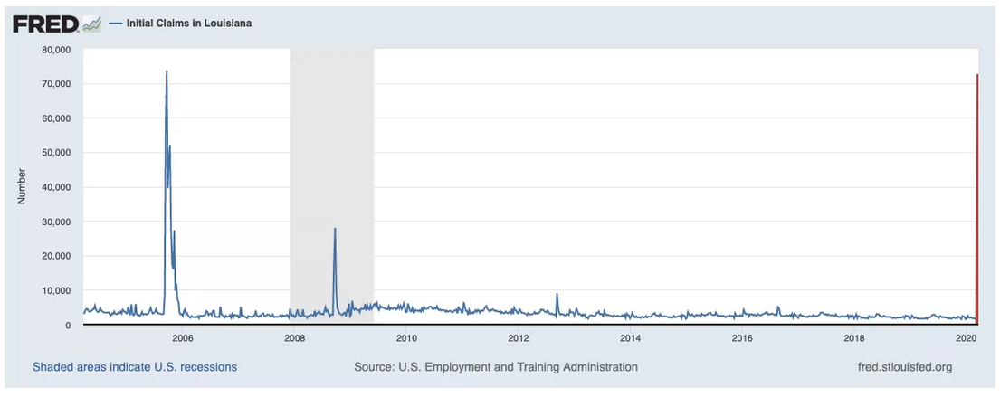 FRED Initial Claims in Louisiana
80,000
70,000
60,000
50,000
40,000
30,000
20,000
10,000
0
Number
2006 2008 2010 2012 2014 2016 2018 2020
Shaded areas indicate U.S. recessions Source: U.S. Employment and Training Administration fred.stlouisfed.org